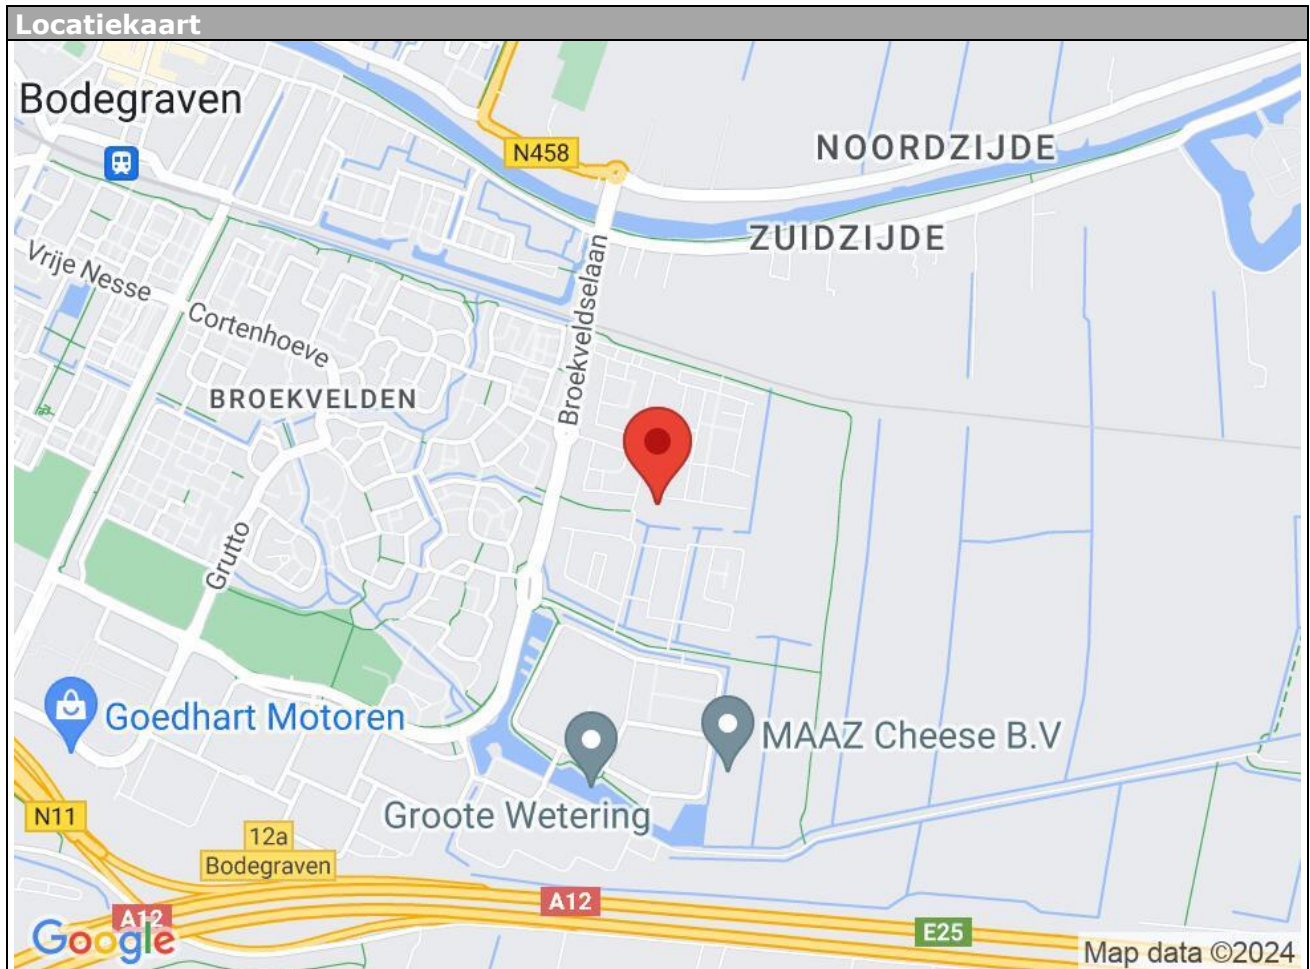 Locatiekaart
Bodegraven
N458
NOORDZIJDE
ZUIDZIJDE
Vrije Nesse
Cortenhoeve
Broekveldselaan
BROEKVELDEN
Grutto
Goedhart Motoren
MAAZ Cheese B.V
Groote Wetering
N11
12a
Bodegraven
A12
A12
E25
Google
Map data ©2024